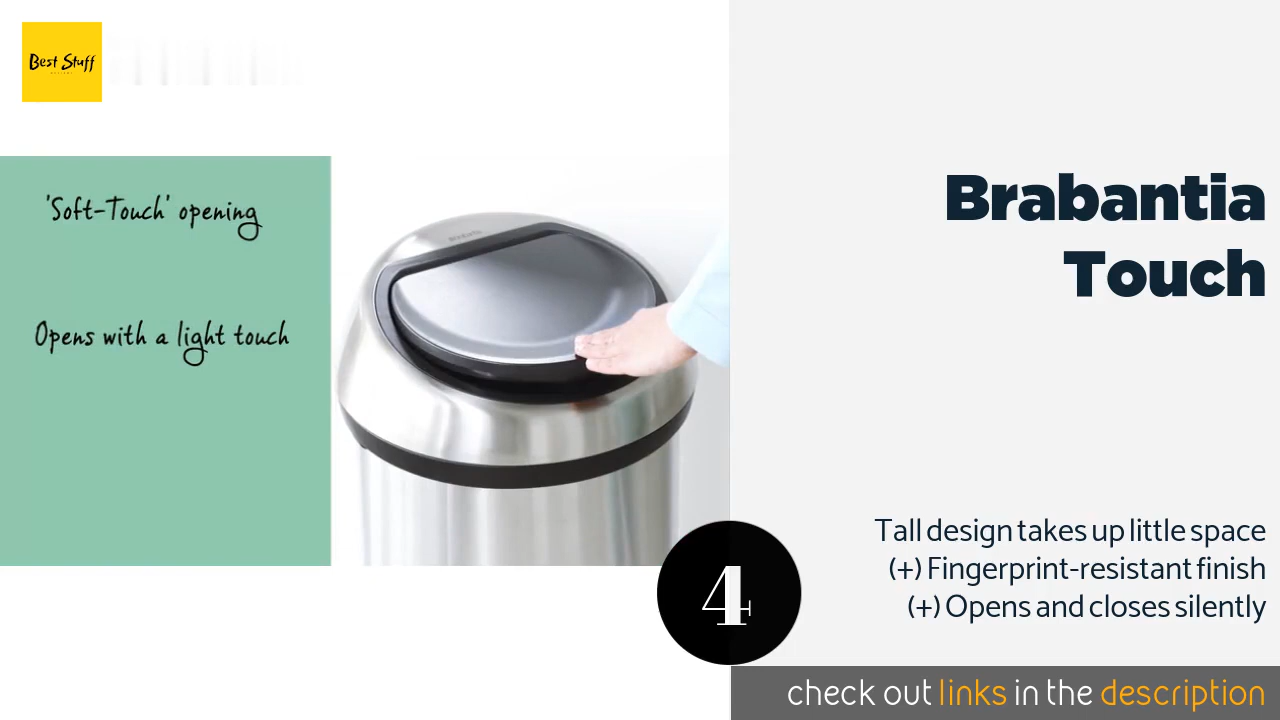 Best Stuff
'Soft-Touch' opening
Opens with a light touch
Brabantia
Touch
4
Tall design takes up little space
(+) Fingerprint-resistant finish
(+) Opens and closes silently
check out links in the description